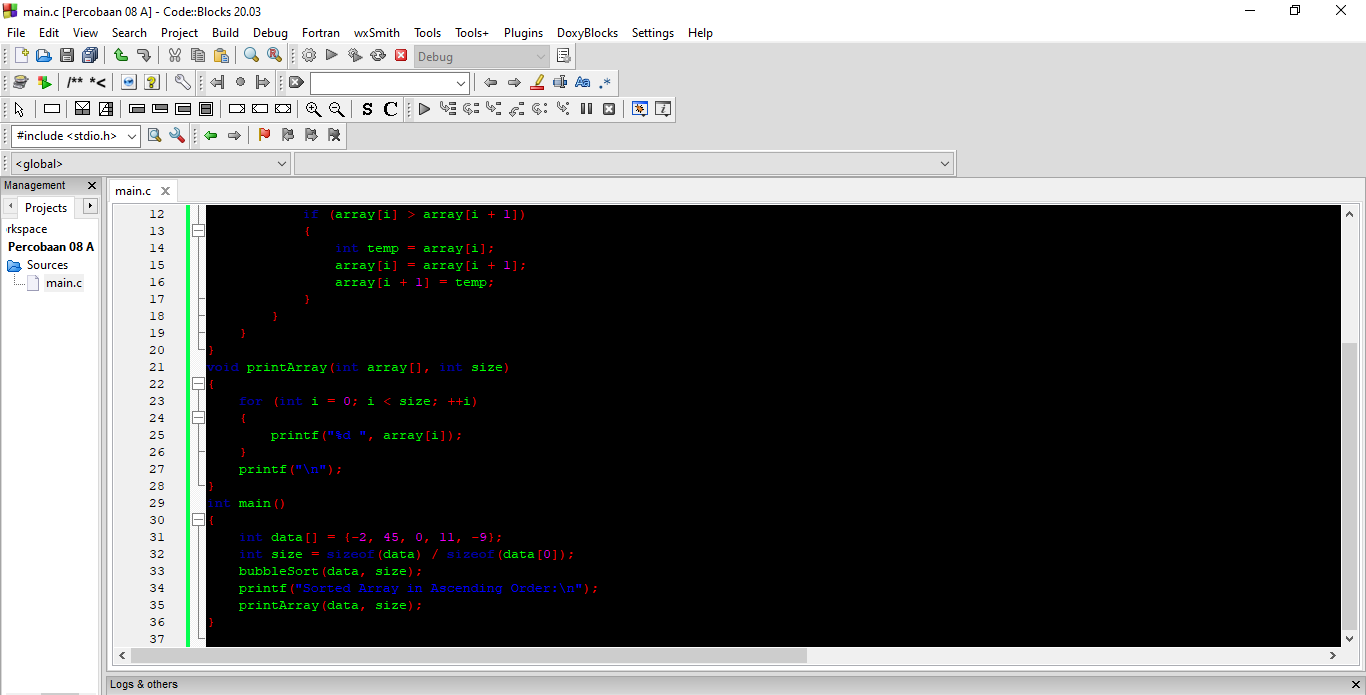 main.c [Percobaan 08 A] - Code::Blocks 20.03
File Edit View Search Project Build Debug Fortran wxSmith Tools Tools+ Plugins DoxyBlocks Settings Help
Debug
/** *<
Aa .*
S C
#include <stdio.h>
<global>
Management
main.c
Projects
rkspace
Percobaan 08 A
Sources
main.c
12 if (array[i] > array[i + 1])
13 {
14 int temp = array[i];
15 array[i] = array[i + 1];
16 array[i + 1] = temp;
17 }
18 }
19 }
20 }
21 void printArray(int array[], int size)
22 {
23 for (int i = 0; i < size; ++i)
24 {
25 printf("%d ", array[i]);
26 }
27 printf("\n");
28 }
29 int main()
30 {
31 int data[] = {-2, 45, 0, 11, -9};
32 int size = sizeof(data) / sizeof(data[0]);
33 bubbleSort(data, size);
34 printf("Sorted Array in Ascending Order:\n");
35 printArray(data, size);
36 }
37
Logs & others